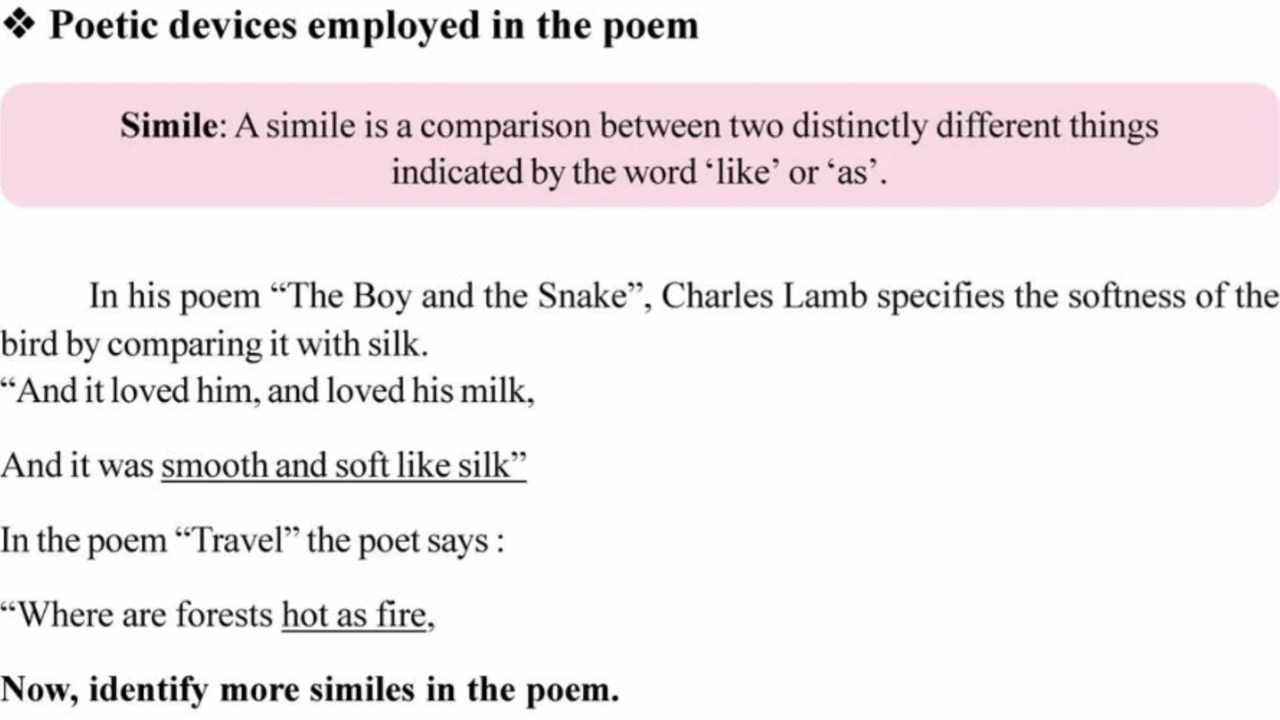 ❖ Poetic devices employed in the poem
Simile: A simile is a comparison between two distinctly different things
indicated by the word ‘like’ or ‘as’.
In his poem “The Boy and the Snake”, Charles Lamb specifies the softness of the
bird by comparing it with silk.
“And it loved him, and loved his milk,
And it was smooth and soft like silk”
In the poem “Travel” the poet says :
“Where are forests hot as fire,
Now, identify more similes in the poem.